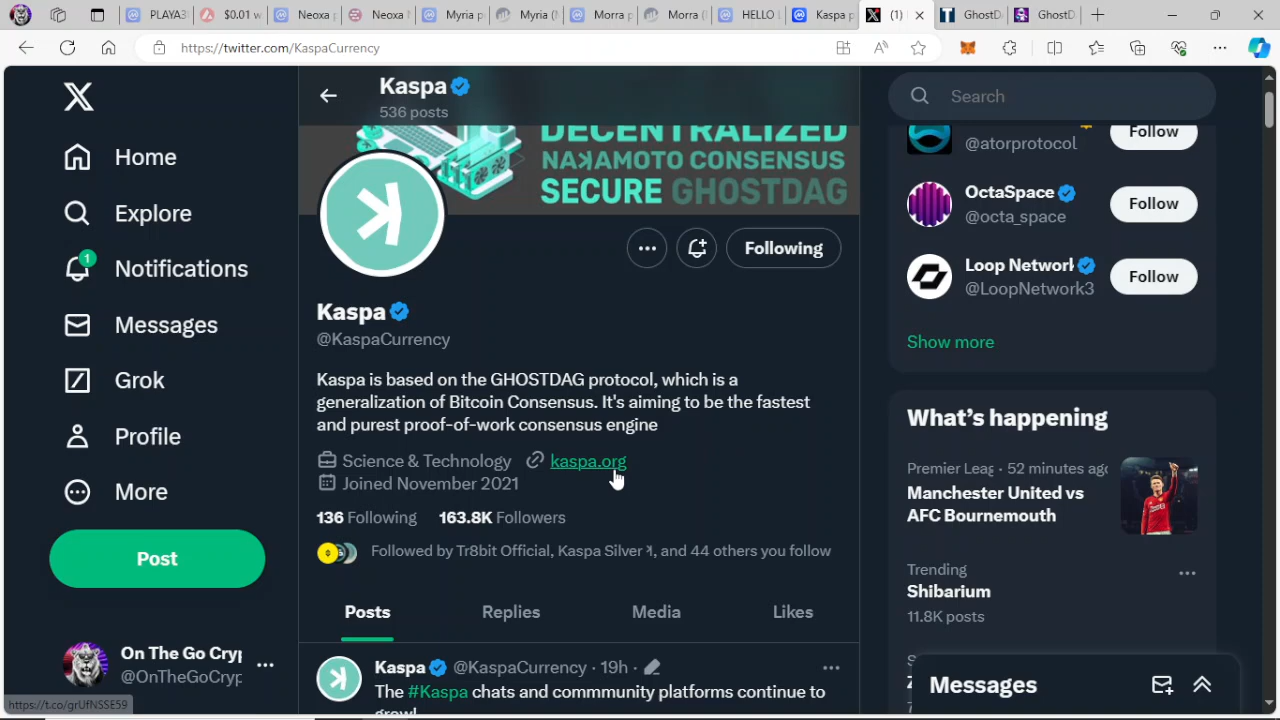 PLAYA3
$0.01 w
Neoxa p
Neoxa
Myria p
Myria (
Morra p
Morra (
HELLO L
Kaspa p
(1)
GhostD
GhostD
https://twitter.com/KaspaCurrency
Home
Explore
1
Notifications
Messages
Grok
Profile
More
Post
On The Go Cryp
@OnTheGoCryp
https://t.co/grUfNSSE59
Kaspa
536 posts
DECENTRALIZED
NAKAMOTO CONSENSUS
SECURE GHOSTDAG
Following
Kaspa
@KaspaCurrency
Kaspa is based on the GHOSTDAG protocol, which is a
generalization of Bitcoin Consensus. It's aiming to be the fastest
and purest proof-of-work consensus engine
Science & Technology kaspa.org
Joined November 2021
136 Following 163.8K Followers
Followed by Tr8bit Official, Kaspa Silver, and 44 others you follow
Posts Replies Media Likes
Kaspa @KaspaCurrency · 19h
The #Kaspa chats and commmunity platforms continue to
grow!
Search
@atorprotocol Follow
OctaSpace
@octa_space
Follow
Loop Network
@LoopNetwork3
Follow
Show more
What's happening
Premier Leag · 52 minutes ago
Manchester United vs
AFC Bournemouth
Trending
Shibarium
11.8K posts
Messages